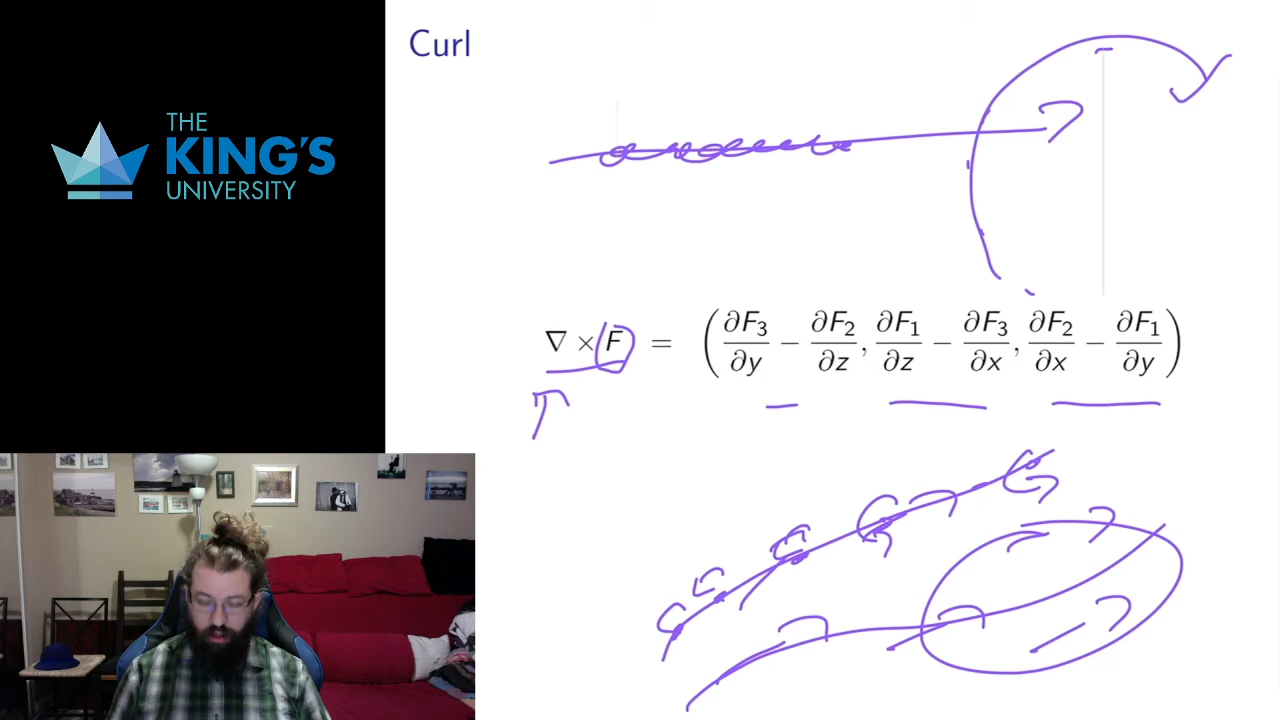 Curl
THE
KING'S
UNIVERSITY
∇ × F = ( ∂F₃/∂y − ∂F₂/∂z , ∂F₁/∂z − ∂F₃/∂x , ∂F₂/∂x − ∂F₁/∂y )